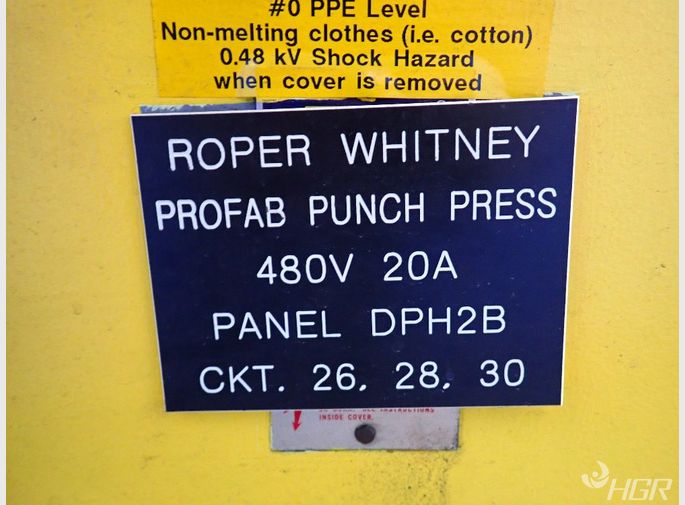 #0 PPE Level
Non-melting clothes (i.e. cotton)
0.48 kV Shock Hazard
when cover is removed
ROPER WHITNEY
PROFAB PUNCH PRESS
480V 20A
PANEL DPH2B
CKT. 26, 28, 30
INSTRUCTIONS
INSIDE COVER.
HGR